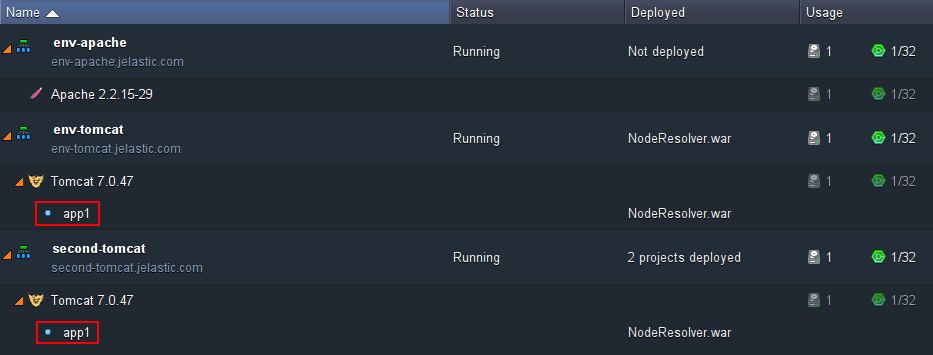 Name Status Deployed Usage
env-apache
env-apache.jelastic.com Running Not deployed 1 1/32
Apache 2.2.15-29 1 1/32
env-tomcat
env-tomcat.jelastic.com Running NodeResolver.war 1 1/32
Tomcat 7.0.47 1 1/32
app1 NodeResolver.war
second-tomcat
second-tomcat.jelastic.com Running 2 projects deployed 1 1/32
Tomcat 7.0.47 1 1/32
app1 NodeResolver.war